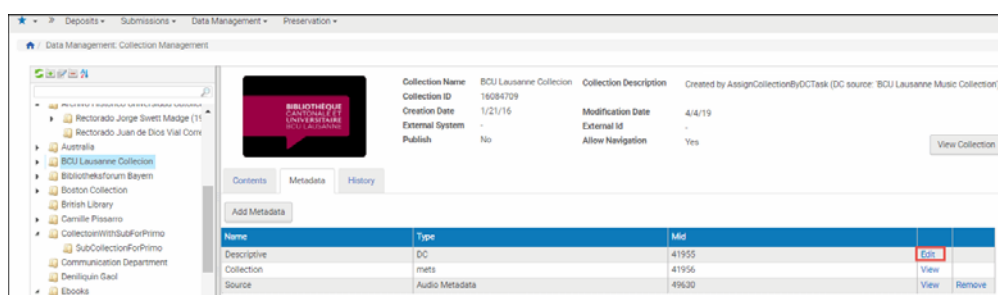 » Deposits Submissions Data Management Preservation
/ Data Management: Collection Management
Rectorado Jorge Swett Madge (19
Rectorado Juan de Dios Vial Corre
Australia
BCU Lausanne Collecion
Bibliotheksforum Bayern
Boston Collection
British Library
Camille Pissarro
CollectoinWithSubForPrimo
SubCollectionForPrimo
Communication Department
Deniliquin Gaol
Ebooks
BIBLIOTHÈQUE
CANTONALE ET
UNIVERSITAIRE
BCU LAUSANNE
Collection Name BCU Lausanne Collecion Collection Description Created by AssignCollectionByDCTask (DC source: 'BCU Lausanne Music Collection)
Collection ID 16084709
Creation Date 1/21/16 Modification Date 4/4/19
External System - External Id -
Publish No Allow Navigation Yes
View Collection
Contents Metadata History
Add Metadata
Name Type Mid
Descriptive DC 41955 Edit
Collection mets 41956 View
Source Audio Metadata 49630 View Remove